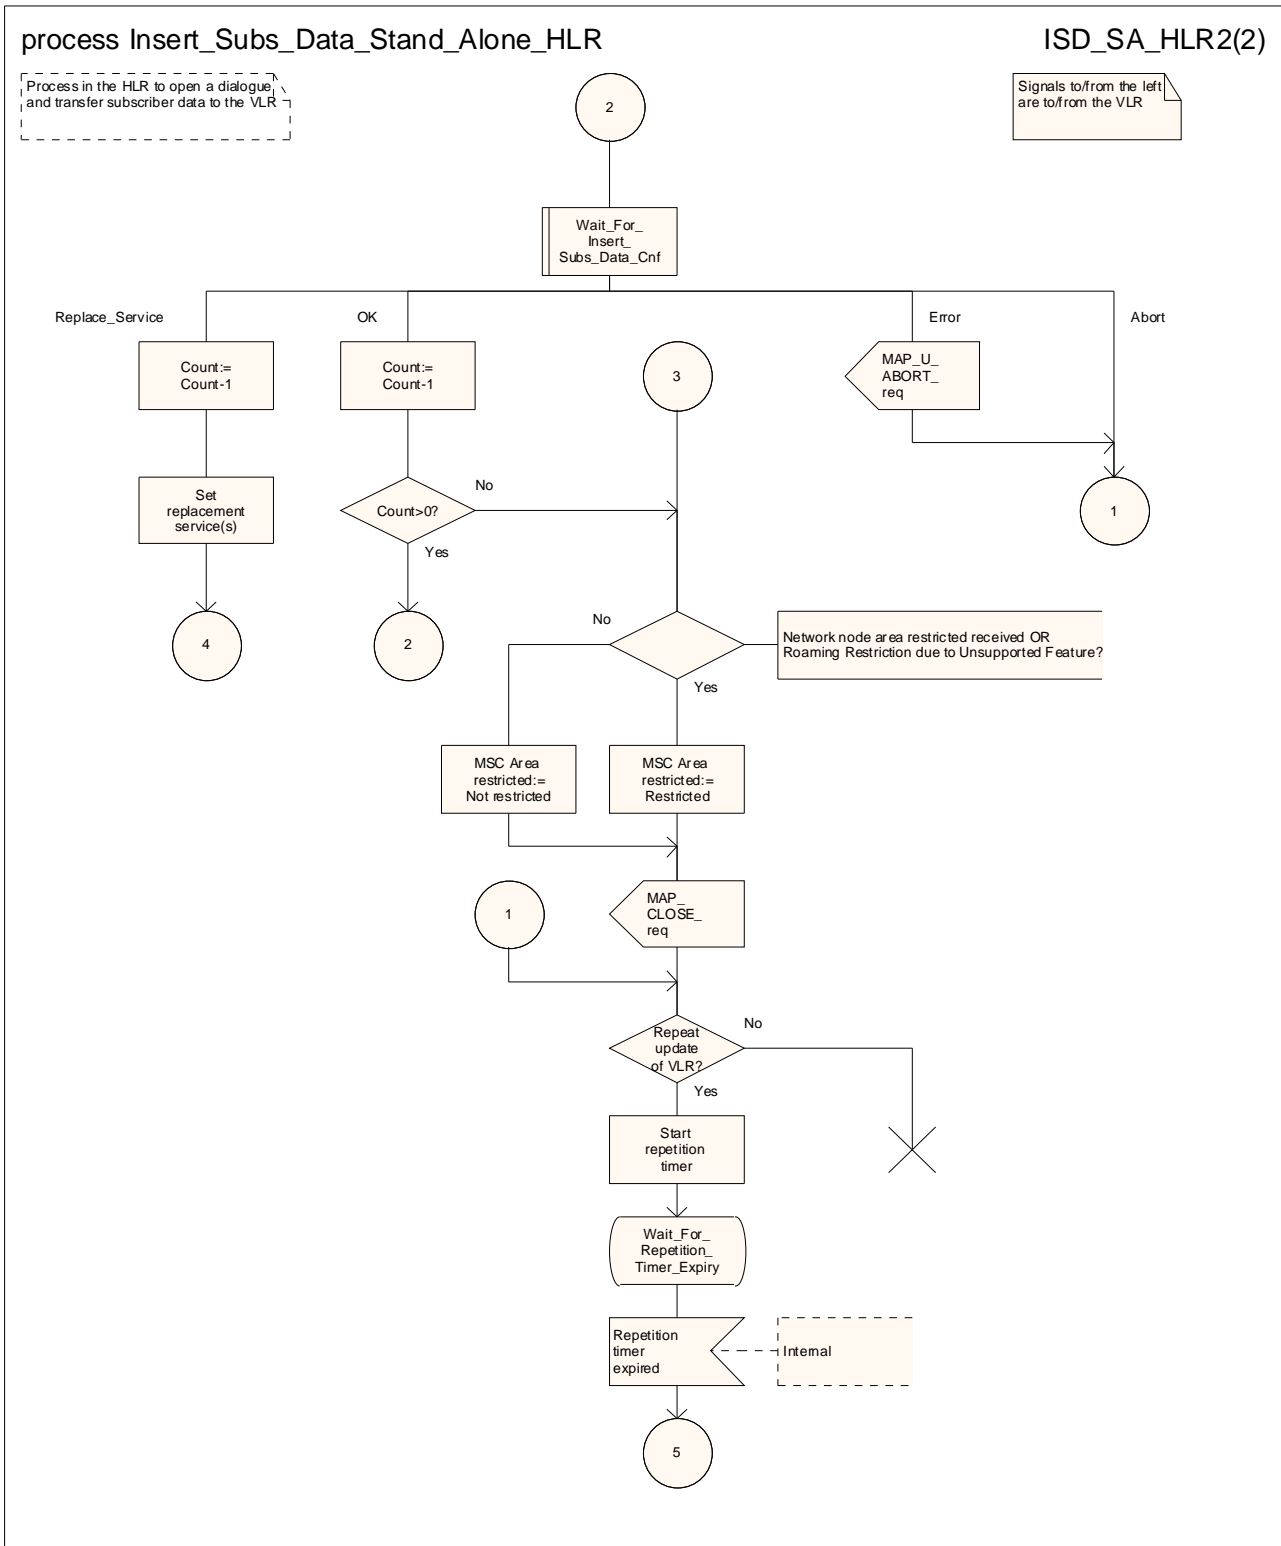 process Insert_Subs_Data_Stand_Alone_HLR
ISD_SA_HLR2(2)
Process in the HLR to open a dialogue
and transfer subscriber data to the VLR
2
Signals to/from the left
are to/from the VLR
Wait_For_
Insert_
Subs_Data_Cnf
Replace_Service
OK
Error
Abort
Count:=
Count-1
Count:=
Count-1
3
MAP_U_
ABORT_
req
Set
replacement
service(s)
Count>0?
No
Yes
1
4
2
No
Yes
Network node area restricted received OR
Roaming Restriction due to Unsupported Feature?
MSC Area
restricted:=
Not restricted
MSC Area
restricted:=
Restricted
1
MAP_
CLOSE_
req
Repeat
update
of VLR?
No
Yes
Start
repetition
timer
Wait_For_
Repetition_
Timer_Expiry
Repetition
timer
expired
Internal
5